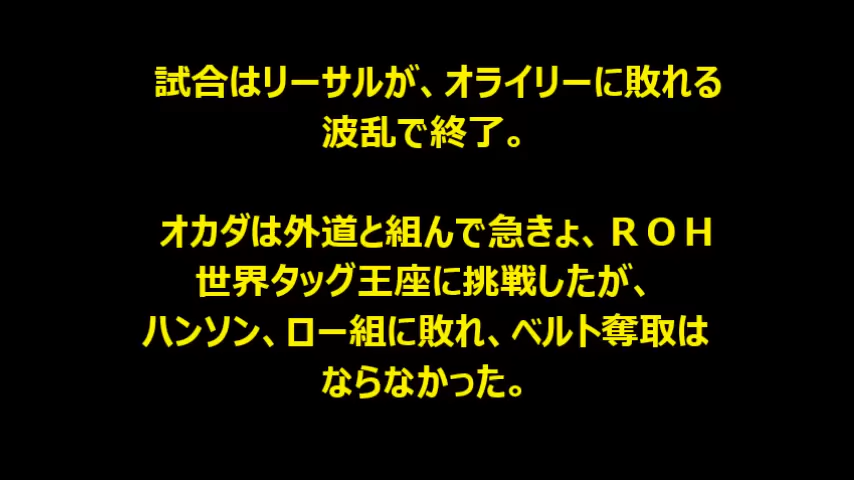 試合はリーサルが、オライリーに敗れる
波乱で終了。
オカダは外道と組んで急きょ、ＲＯＨ
世界タッグ王座に挑戦したが、
ハンソン、ロー組に敗れ、ベルト奪取は
ならなかった。